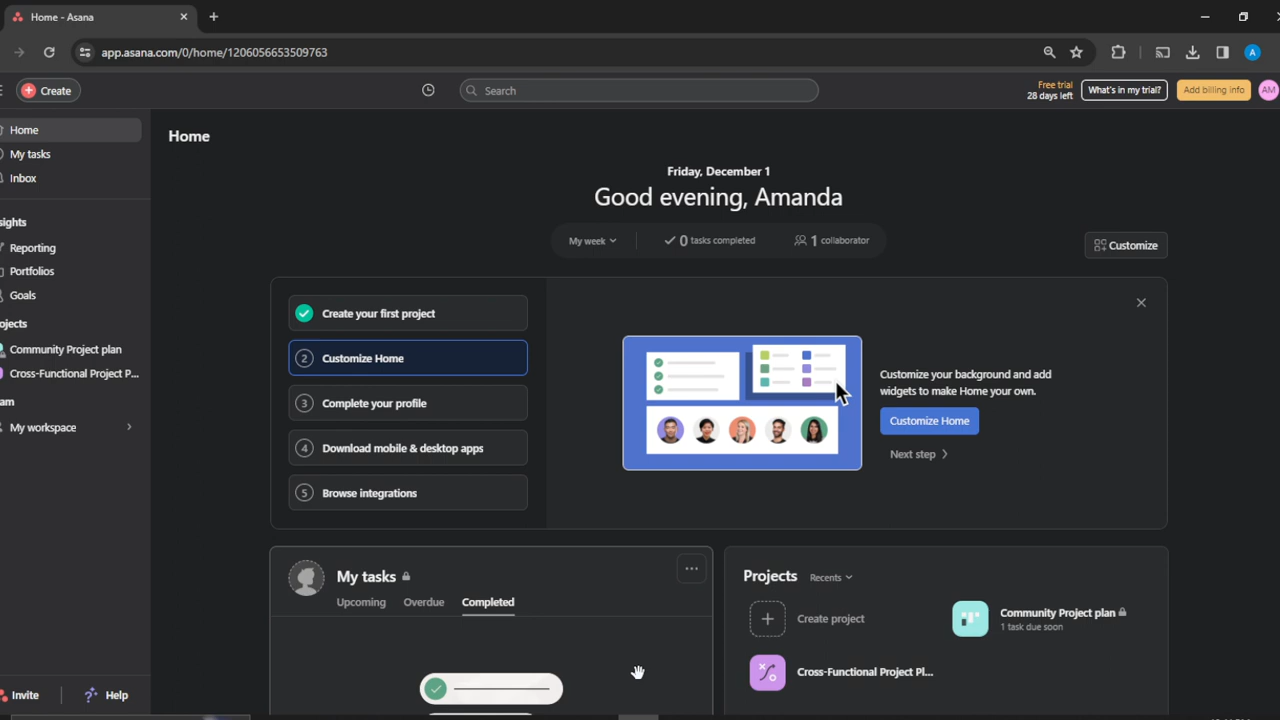 Home - Asana
app.asana.com/0/home/1206056653509763
Create
Search
Free trial
28 days left
What's in my trial?
Add billing info
AM
A
Home
My tasks
Inbox
sights
Reporting
Portfolios
Goals
ojects
Community Project plan
Cross-Functional Project P...
am
My workspace
Invite
Help
Home
Friday, December 1
Good evening, Amanda
My week
0 tasks completed
1 collaborator
Customize
Create your first project
2 Customize Home
3 Complete your profile
4 Download mobile & desktop apps
5 Browse integrations
Customize your background and add
widgets to make Home your own.
Customize Home
Next step
My tasks
Upcoming
Overdue
Completed
Projects
Recents
Create project
Community Project plan
1 task due soon
Cross-Functional Project Pl...